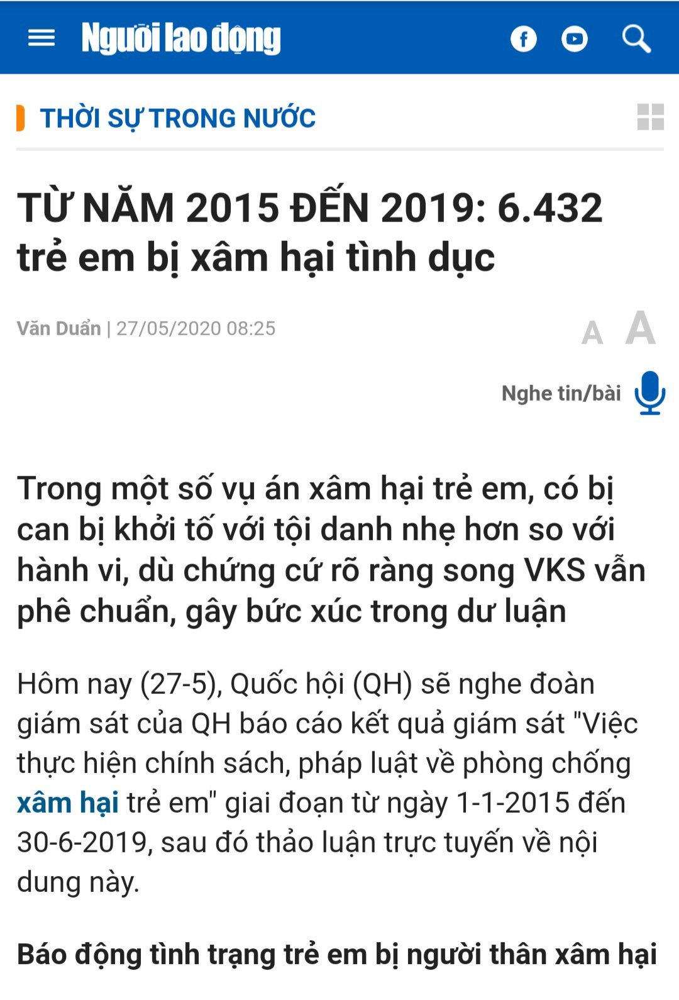 Người lao động
THỜI SỰ TRONG NƯỚC
TỪ NĂM 2015 ĐẾN 2019: 6.432
trẻ em bị xâm hại tình dục
Văn Duẩn | 27/05/2020 08:25
A A
Nghe tin/bài
Trong một số vụ án xâm hại trẻ em, có bị
can bị khởi tố với tội danh nhẹ hơn so với
hành vi, dù chứng cứ rõ ràng song VKS vẫn
phê chuẩn, gây bức xúc trong dư luận
Hôm nay (27-5), Quốc hội (QH) sẽ nghe đoàn
giám sát của QH báo cáo kết quả giám sát "Việc
thực hiện chính sách, pháp luật về phòng chống
xâm hại trẻ em" giai đoạn từ ngày 1-1-2015 đến
30-6-2019, sau đó thảo luận trực tuyến về nội
dung này.
Báo động tình trạng trẻ em bị người thân xâm hại